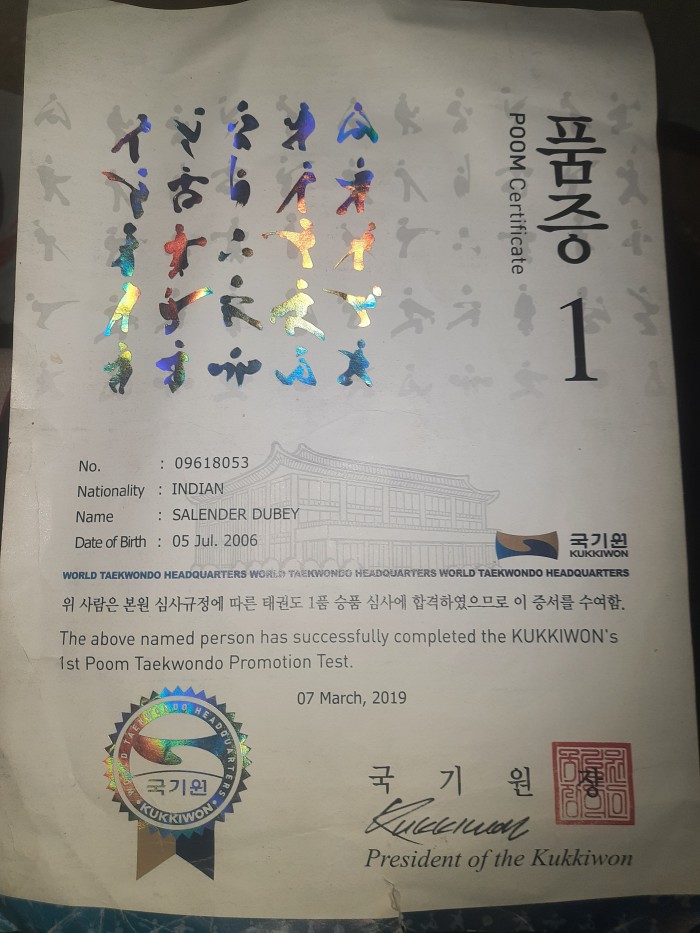 품증
POOM Certificate
1
No. : 09618053
Nationality : INDIAN
Name : SALENDER DUBEY
Date of Birth : 05 Jul. 2006
국기원
KUKKIWON
WORLD TAEKWONDO HEADQUARTERS WORLD TAEKWONDO HEADQUARTERS WORLD TAEKWONDO HEADQUARTERS
위 사람은 본원 심사규정에 따른 태권도 1품 승품 심사에 합격하였으므로 이 증서를 수여함.
The above named person has successfully completed the KUKKIWON's
1st Poom Taekwondo Promotion Test.
07 March, 2019
WORLD TAEKWONDO HEADQUARTERS
국기원
KUKKIWON
국 기 원 장
Kukkiwon
President of the Kukkiwon